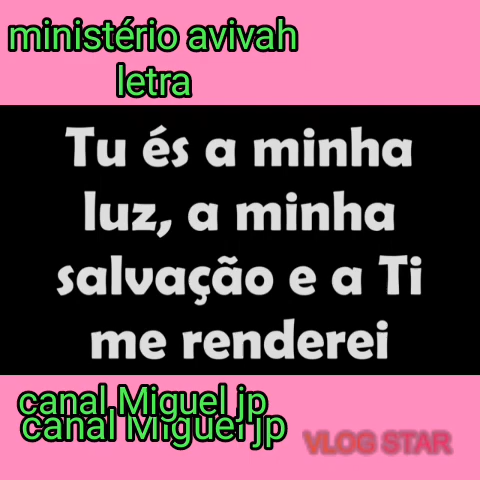 ministério avivah
letra
Tu és a minha
luz, a minha
salvação e a Ti
me renderei
canal Miguel jp
canal Miguel jp
VLOG STAR